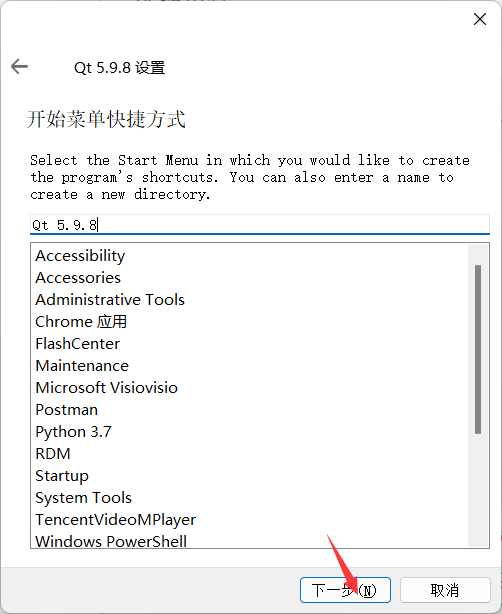 Qt 5.9.8 设置
开始菜单快捷方式
Select the Start Menu in which you would like to create
the program's shortcuts. You can also enter a name to
create a new directory.
Qt 5.9.8
Accessibility
Accessories
Administrative Tools
Chrome 应用
FlashCenter
Maintenance
Microsoft Visiovisio
Postman
Python 3.7
RDM
Startup
System Tools
TencentVideoMPlayer
Windows PowerShell
下一步(N) 取消